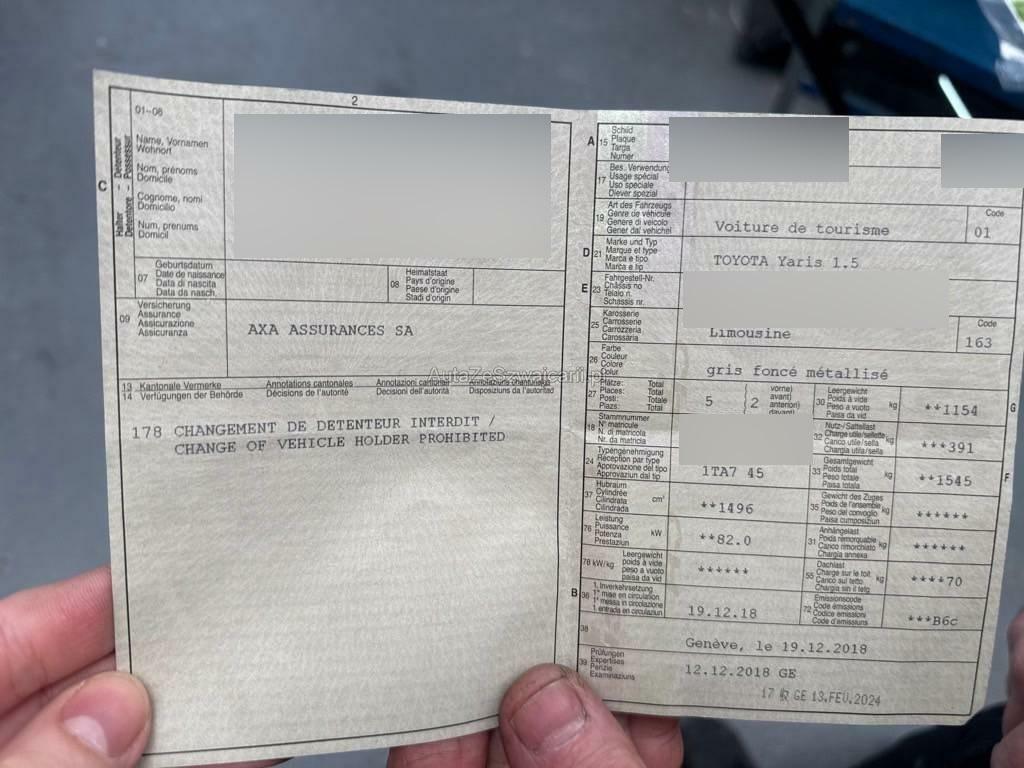 2
01-06
Name, Vornamen
Wohnort
Nom, prénoms
Domicile
Cognome, nomi
Domicilio
Num, prenums
Domicil
Halter - Détenteur
Detentore - Possessur
C
07
Geburtsdatum
Date de naissance
Data di nascita
Data da nasch.
08
Heimatstaat
Pays d'origine
Paese d'origine
Stadi d'origin
09
Versicherung
Assurance
Assicurazione
Assicuranza
AXA ASSURANCES SA
13 Kantonale Vermerke
14 Verfügungen der Behörde
Annotations cantonales
Décisions de l'autorité
Annotazioni cantonali
Decisioni dell'autorità
Annotaziuns chantunalas
Disposiziuns da l'autoritad
178 CHANGEMENT DE DETENTEUR INTERDIT /
CHANGE OF VEHICLE HOLDER PROHIBITED
A
15
Schild
Plaque
Targa
Numer
17
Bes. Verwendung
Usage spécial
Uso speciale
Diever spezial
19
Art des Fahrzeugs
Genre de véhicule
Genere di veicolo
Gener dal vehichel
Voiture de tourisme
Code
01
D
21
Marke und Typ
Marque et type
Marca e tipo
Marca e tip
TOYOTA Yaris 1.5
E
23
Fahrgestell-Nr.
Châssis no
Telaio n.
Schassis nr.
25
Karosserie
Carrosserie
Carrozzeria
Carossaria
Limousine
Code
163
26
Farbe
Couleur
Colore
Colur
gris foncé métallisé
27
Plätze: Total
Places: Total
Posti: Totale
Plazs: Total
5
2
vorne)
avant)
anteriori)
davant)
30
Leergewicht
Poids à vide
Peso a vuoto
Paisa da vid
kg
**1154
G
18
Stammnummer
N° matricule
N. di matricola
Nr. da matricla
32
Nutz-/Sattellast
Charge utile/sellette
Carico utile/sella
Chargia utila/sella
kg
***391
24
Typengenehmigung
Réception par type
Approvazione del tipo
Approvaziun dal tip
1TA7 45
33
Gesamtgewicht
Poids total
Peso totale
Paisa totala
kg
**1545
F
37
Hubraum
Cylindrée
Cilindrata
Cilindrada
cm³
**1496
35
Gewicht des Zuges
Poids de l'ensemble
Peso del convoglio
Paisa cumposiziun
kg
******
76
Leistung
Puissance
Potenza
Prestaziun
kW
**82.0
31
Anhängelast
Poids remorquable
Carico rimorchiato
Chargia annexa
kg
******
78 kW/kg
Leergewicht
poids à vide
peso a vuoto
paisa da vid
******
55
Dachlast
Charge sur le toit
Carico sul tetto
Chargia sin il tetg
kg
****70
B
36
1. Inverkehrsetzung
1re mise en circulation
1a messa in circolazione
1. entrada en circulaziun
19.12.18
72
Emissionscode
Code émissions
Codice emissioni
Code d'emissiuns
***B6c
38
Genève, le 19.12.2018
39
Prüfungen
Expertises
Perizie
Examinaziuns
12.12.2018 GE
GE 13.FEV.2024
AutaZeSzwajcarii.pl